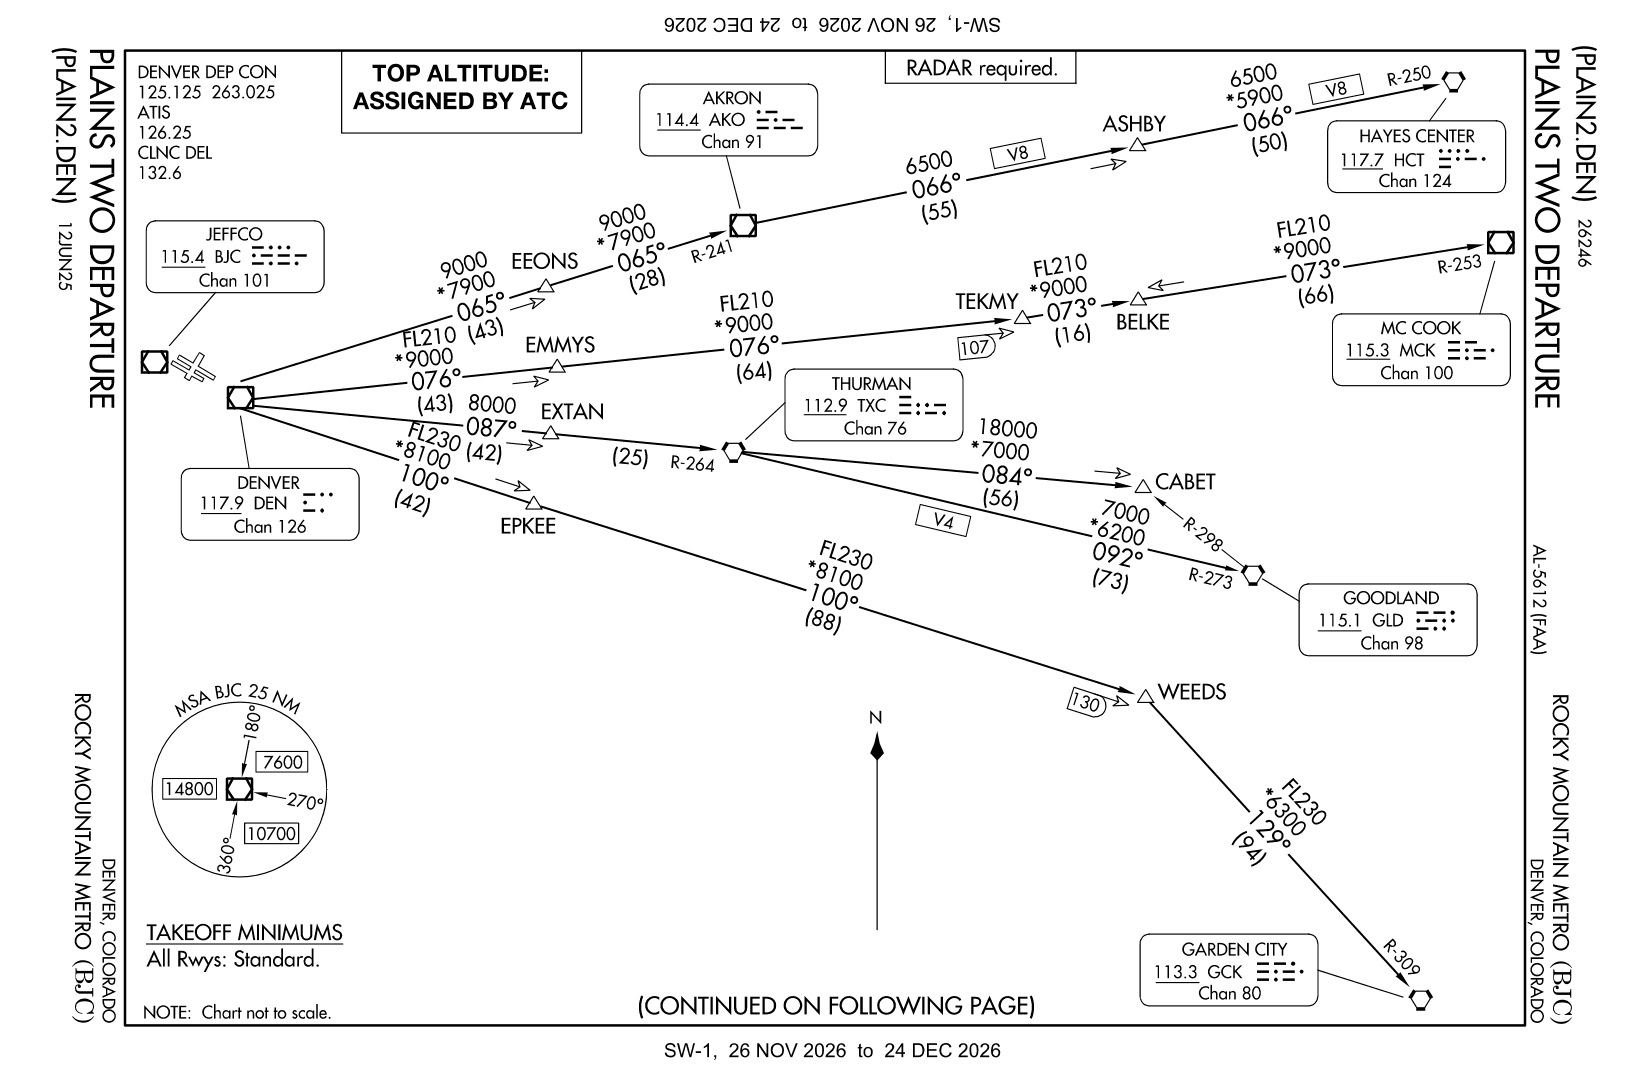 SW-1, 26 NOV 2026 to 24 DEC 2026
(PLAIN2.DEN) 12JUN25
PLAINS TWO DEPARTURE
ROCKY MOUNTAIN METRO (BJC)
DENVER, COLORADO
DENVER DEP CON
125.125 263.025
ATIS
126.25
CLNC DEL
132.6
TOP ALTITUDE:
ASSIGNED BY ATC
RADAR required.
JEFFCO
115.4 BJC
Chan 101
AKRON
114.4 AKO
Chan 91
HAYES CENTER
117.7 HCT
Chan 124
MC COOK
115.3 MCK
Chan 100
THURMAN
112.9 TXC
Chan 76
DENVER
117.9 DEN
Chan 126
GOODLAND
115.1 GLD
Chan 98
GARDEN CITY
113.3 GCK
Chan 80
9000
*7900
065°
(43)
EEONS
9000
*7900
065°
(28)
R-241
6500
066°
(55)
V8
ASHBY
6500
*5900
066°
(50)
V8
R-250
FL210
*9000
076°
(43)
EMMYS
FL210
*9000
076°
(64)
TEKMY
107
FL210
*9000
073°
(16)
BELKE
FL210
*9000
073°
(66)
R-253
8000
087°
(42)
EXTAN
(25)
R-264
18000
*7000
084°
(56)
CABET
V4
7000
*6200
092°
(73)
R-298
R-273
FL230
*8100
100°
(42)
EPKEE
FL230
*8100
100°
(88)
130
WEEDS
FL230
*6300
129°
(94)
R-309
N
MSA BJC 25 NM
180°
7600
14800
270°
10700
360°
TAKEOFF MINIMUMS
All Rwys: Standard.
NOTE: Chart not to scale.
(CONTINUED ON FOLLOWING PAGE)
(PLAIN2.DEN) 26246
PLAINS TWO DEPARTURE
AL-5612 (FAA)
ROCKY MOUNTAIN METRO (BJC)
DENVER, COLORADO
SW-1, 26 NOV 2026 to 24 DEC 2026